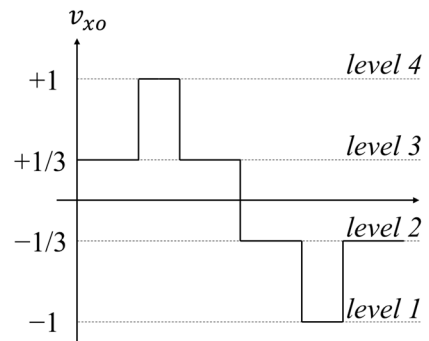 v_xo
+1 level 4
+1/3 level 3
−1/3 level 2
−1 level 1